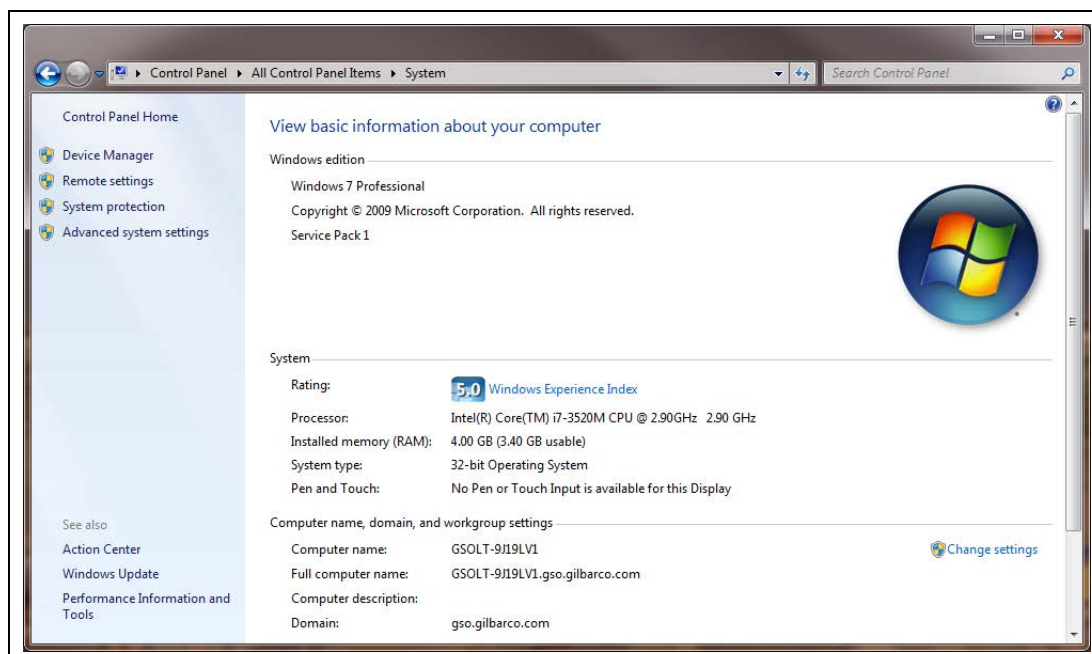 Control Panel ▸ All Control Panel Items ▸ System
Search Control Panel
Control Panel Home
Device Manager
Remote settings
System protection
Advanced system settings
See also
Action Center
Windows Update
Performance Information and
Tools
View basic information about your computer
Windows edition
Windows 7 Professional
Copyright © 2009 Microsoft Corporation. All rights reserved.
Service Pack 1
System
Rating: 5.0 Windows Experience Index
Processor: Intel(R) Core(TM) i7-3520M CPU @ 2.90GHz 2.90 GHz
Installed memory (RAM): 4.00 GB (3.40 GB usable)
System type: 32-bit Operating System
Pen and Touch: No Pen or Touch Input is available for this Display
Computer name, domain, and workgroup settings
Computer name: GSOLT-9J19LV1 Change settings
Full computer name: GSOLT-9J19LV1.gso.gilbarco.com
Computer description:
Domain: gso.gilbarco.com